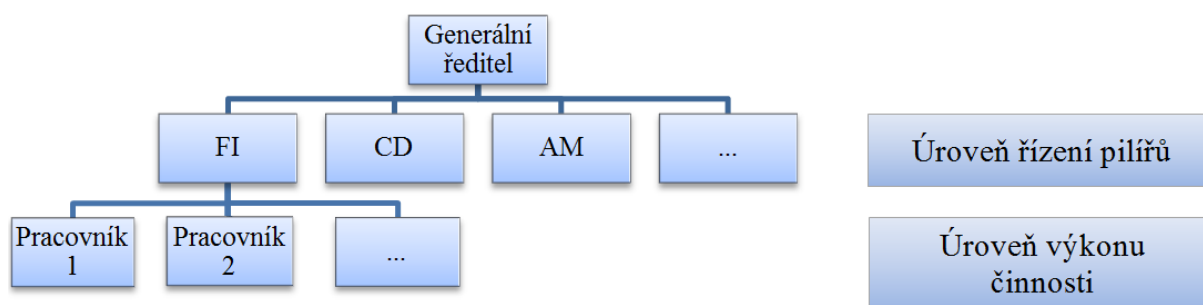 Generální
ředitel
FI
CD
AM
...
Úroveň řízení pilířů
Pracovník
1
Pracovník
2
...
Úroveň výkonu
činnosti